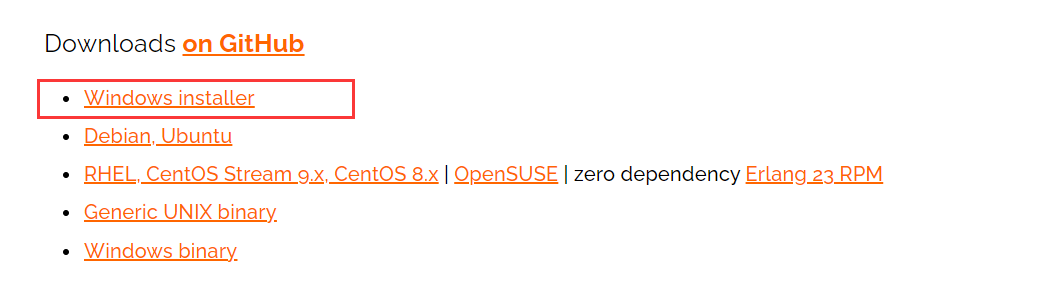 Downloads on GitHub
Windows installer
Debian, Ubuntu
RHEL, CentOS Stream 9.x, CentOS 8.x | OpenSUSE | zero dependency Erlang 23 RPM
Generic UNIX binary
Windows binary